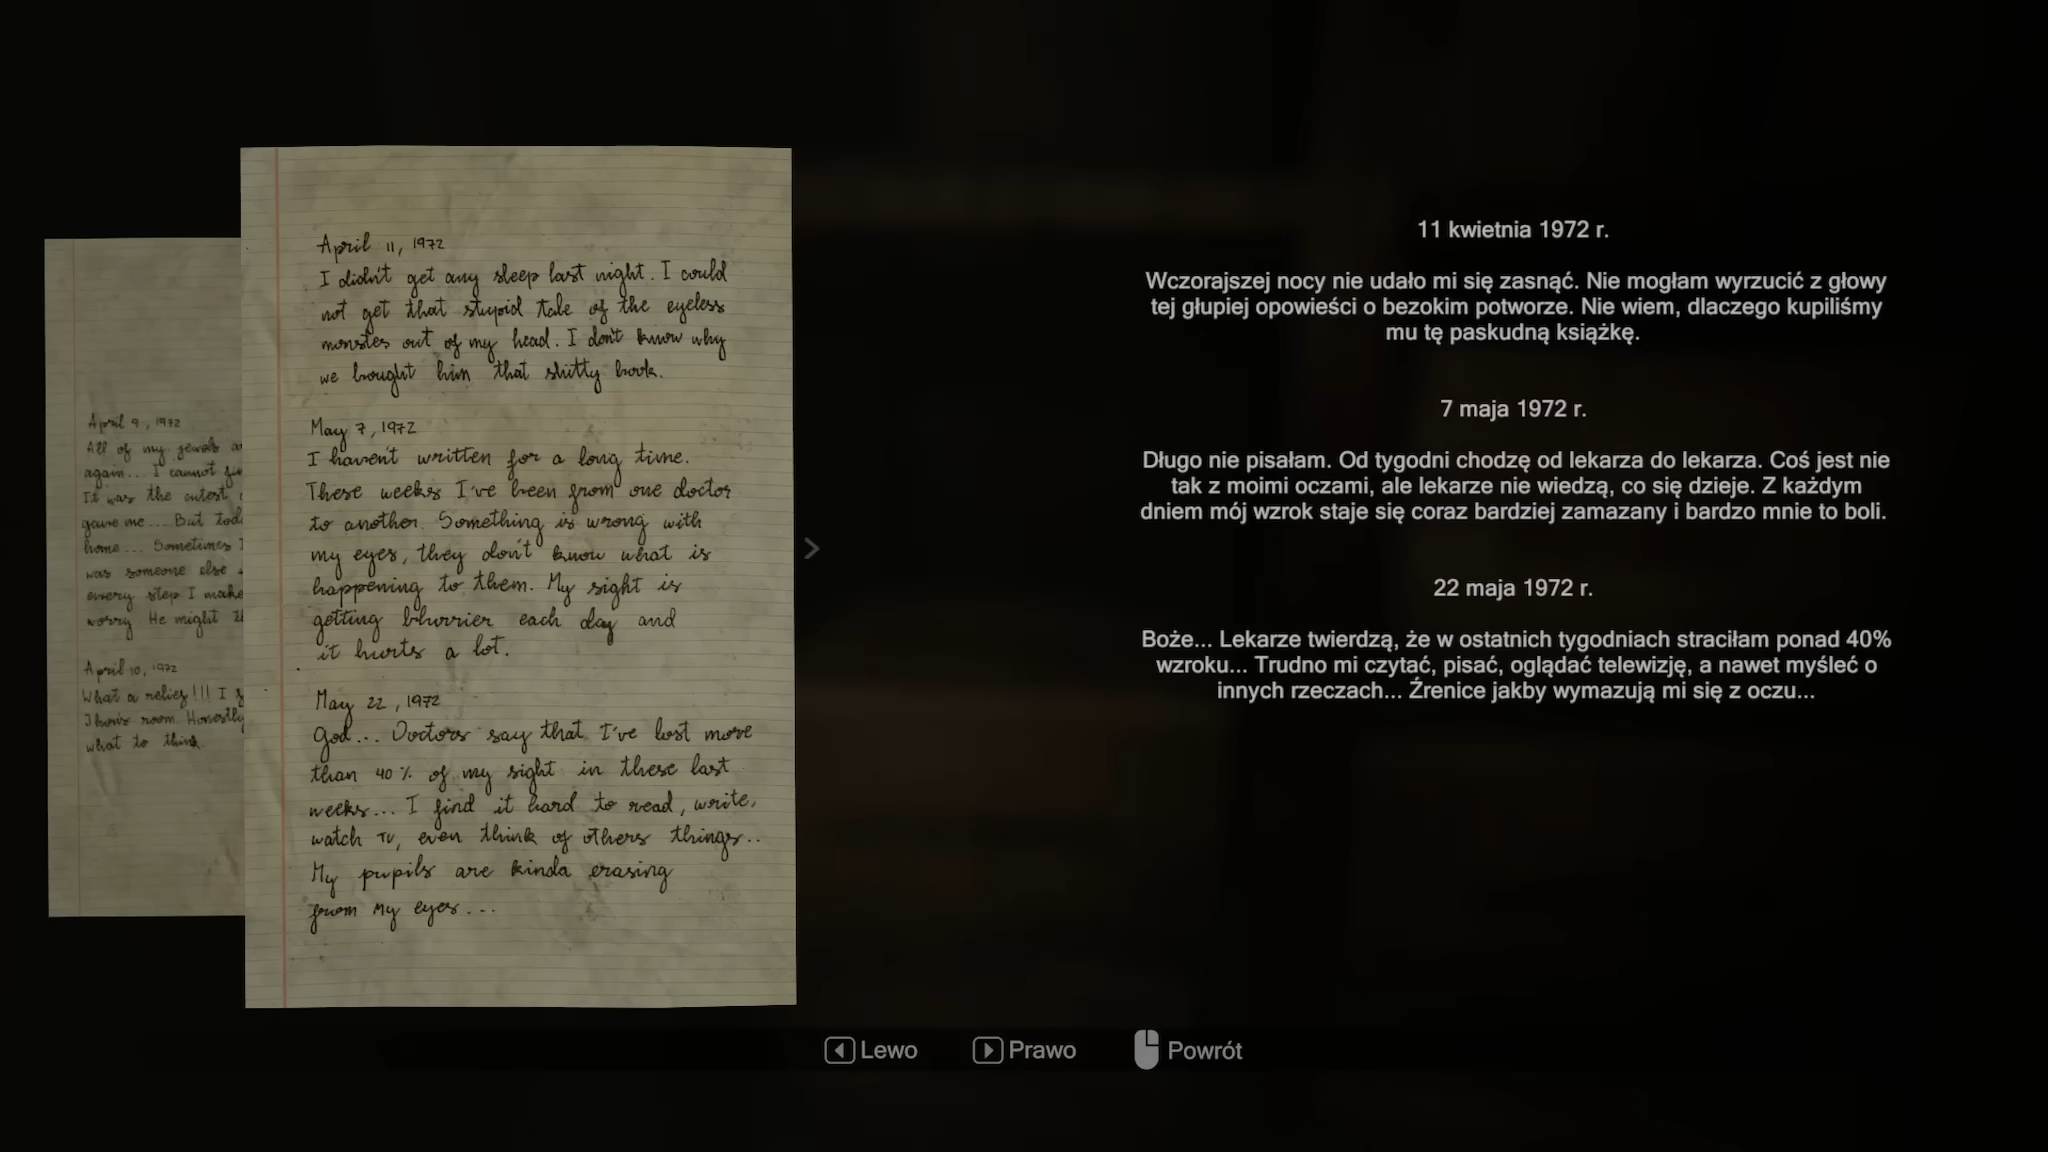 April 9, 1972
All of my jewels
again... I cannot
It was the cutest
gave me... But
home... Sometimes I
was someone else
every step I make
worry He might
April 10, 1972
What a relief!!! I
room. Honestly
what to think
April 11, 1972
I didn't get any sleep last night. I could
not get that stupid tale of the eyeless
monster out of my head. I don't know why
we bought him that shitty book.
May 7, 1972
I haven't written for a long time.
These weeks I've been from one doctor
to another. Something is wrong with
my eyes, they don't know what is
happening to them. My sight is
getting blurrier each day and
it hurts a lot.
May 22, 1972
God... Doctors say that I've lost more
than 40% of my sight in these last
weeks... I find it hard to read, write,
watch TV, even think of others things..
My pupils are kinda erasing
from my eyes...
11 kwietnia 1972 r.
Wczorajszej nocy nie udało mi się zasnąć. Nie mogłam wyrzucić z głowy
tej głupiej opowieści o bezokim potworze. Nie wiem, dlaczego kupiliśmy
mu tę paskudną książkę.
7 maja 1972 r.
Długo nie pisałam. Od tygodni chodzę od lekarza do lekarza. Coś jest nie
tak z moimi oczami, ale lekarze nie wiedzą, co się dzieje. Z każdym
dniem mój wzrok staje się coraz bardziej zamazany i bardzo mnie to boli.
22 maja 1972 r.
Boże... Lekarze twierdzą, że w ostatnich tygodniach straciłam ponad 40%
wzroku... Trudno mi czytać, pisać, oglądać telewizję, a nawet myśleć o
innych rzeczach... Źrenice jakby wymazują mi się z oczu...
Lewo Prawo Powrót